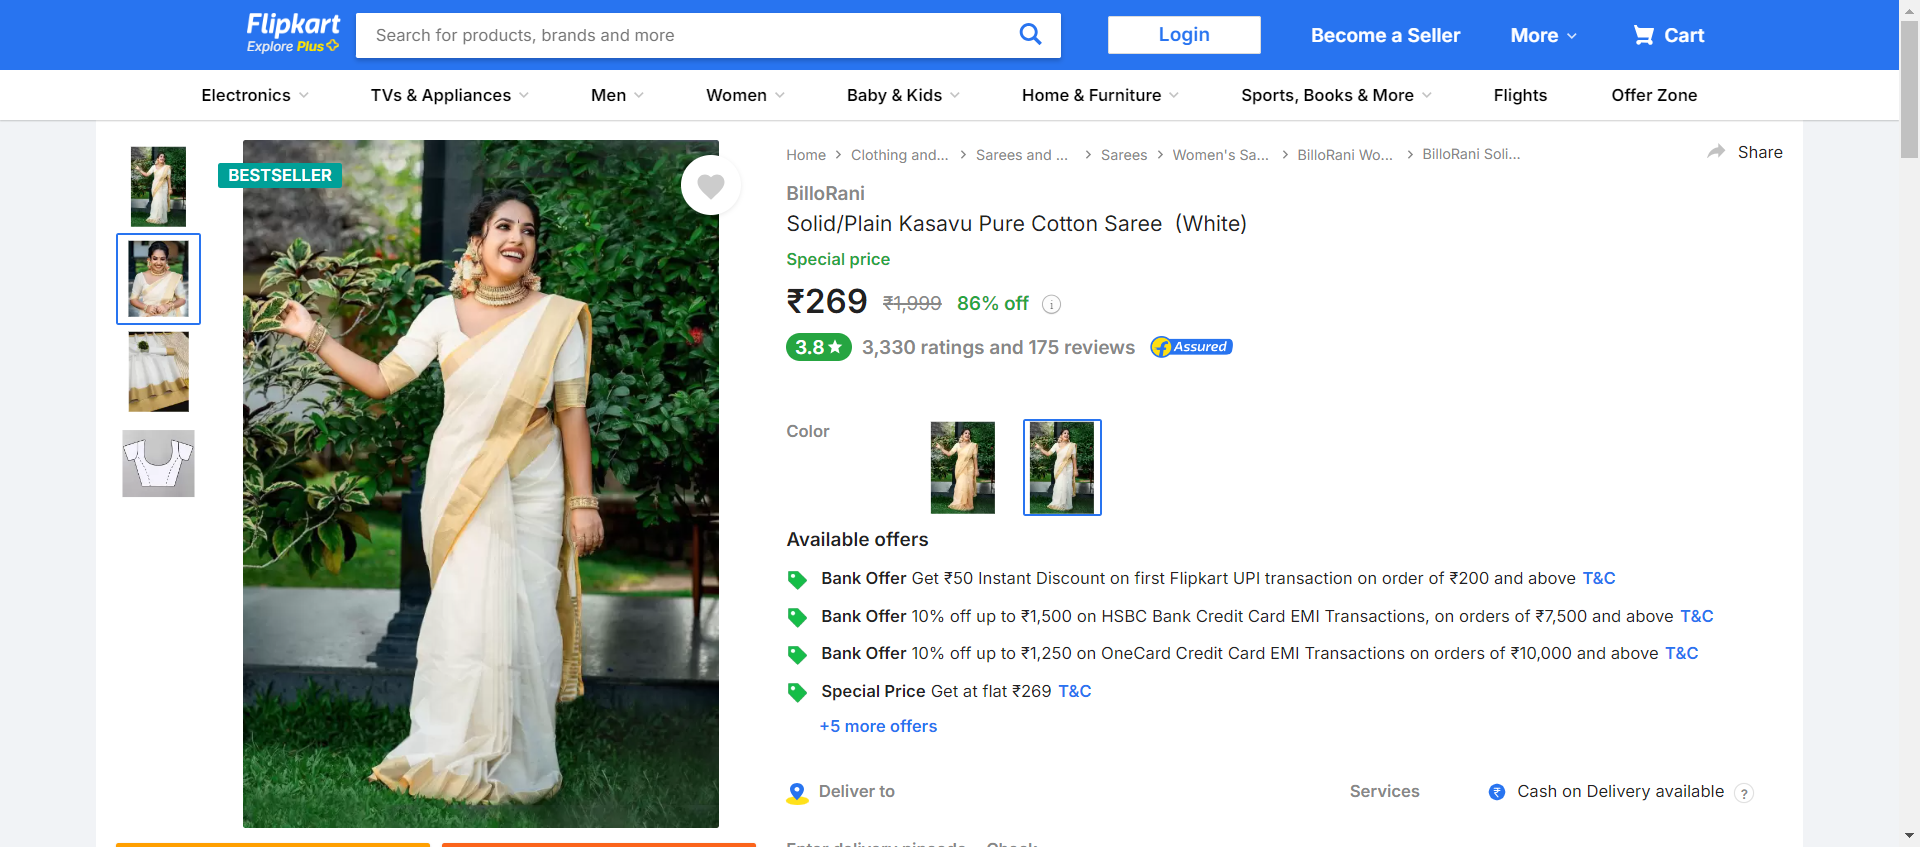 Flipkart
Explore Plus
Search for products, brands and more
Login
Become a Seller
More
Cart
Electronics
TVs & Appliances
Men
Women
Baby & Kids
Home & Furniture
Sports, Books & More
Flights
Offer Zone
BESTSELLER
Home > Clothing and... > Sarees and ... > Sarees > Women's Sa... > BilloRani Wo... > BilloRani Soli...
Share
BilloRani
Solid/Plain Kasavu Pure Cotton Saree (White)
Special price
₹269 ₹1,999 86% off
3.8★ 3,330 ratings and 175 reviews Assured
Color
Available offers
Bank Offer Get ₹50 Instant Discount on first Flipkart UPI transaction on order of ₹200 and above T&C
Bank Offer 10% off up to ₹1,500 on HSBC Bank Credit Card EMI Transactions, on orders of ₹7,500 and above T&C
Bank Offer 10% off up to ₹1,250 on OneCard Credit Card EMI Transactions on orders of ₹10,000 and above T&C
Special Price Get at flat ₹269 T&C
+5 more offers
Deliver to
Services
Cash on Delivery available ?
Enter delivery pincode Check